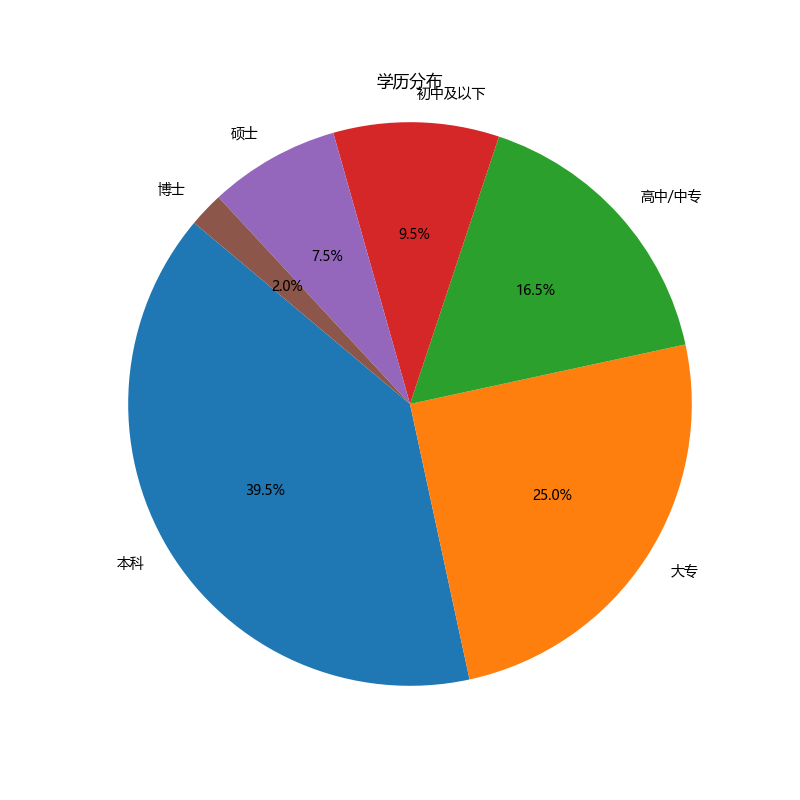 学历分布
初中及以下
硕士
博士
高中/中专
9.5%
7.5%
2.0%
16.5%
39.5%
25.0%
本科
大专